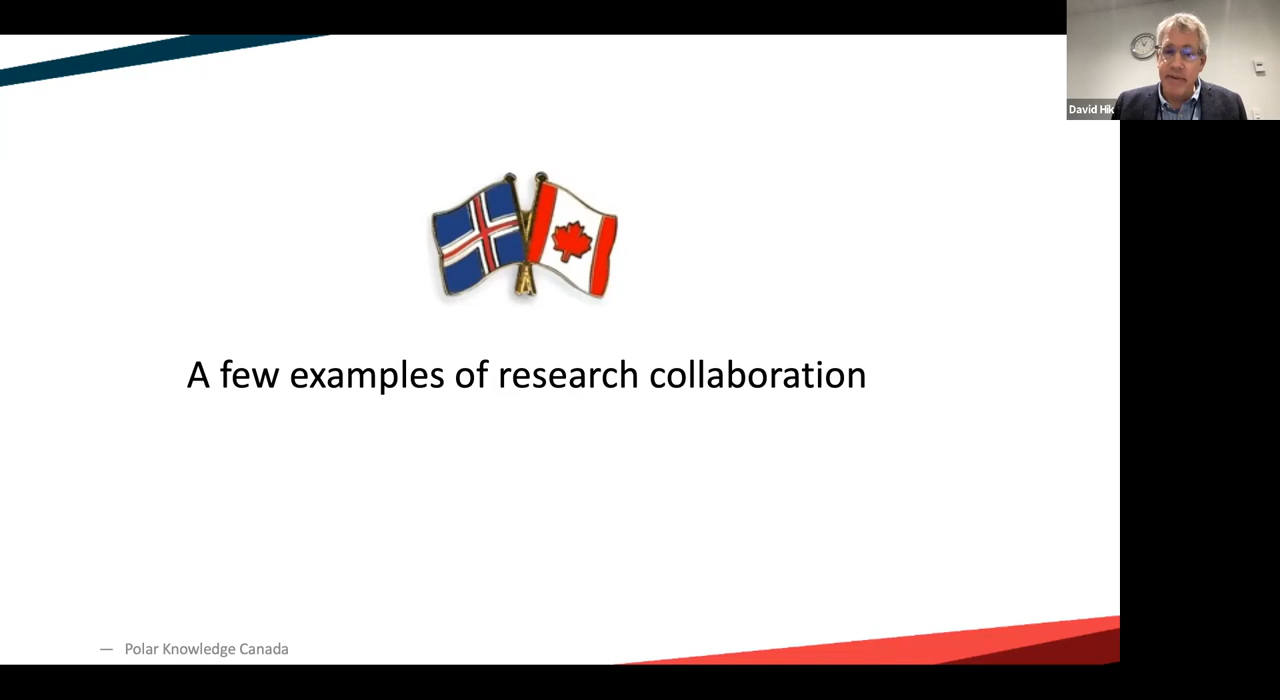 David Hik
A few examples of research collaboration
— Polar Knowledge Canada